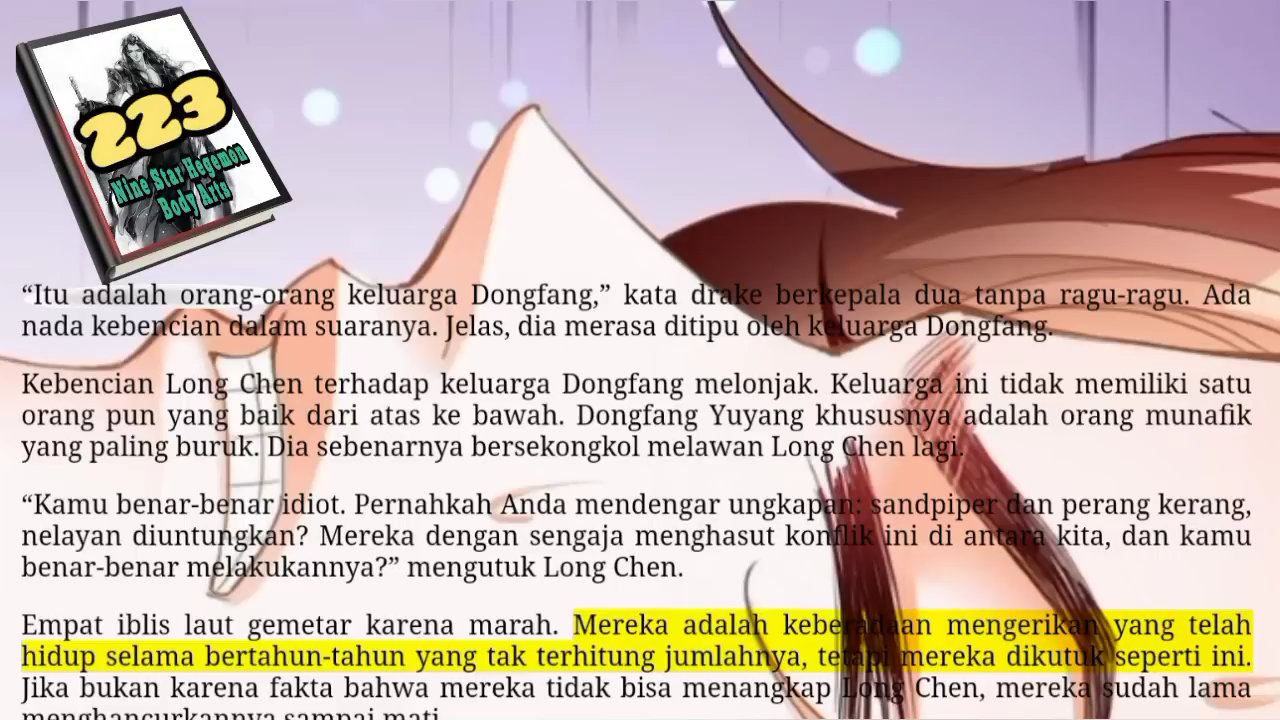 223
Nine Star Hegemon
Body Arts
“Itu adalah orang-orang keluarga Dongfang,” kata drake berkepala dua tanpa ragu-ragu. Ada
nada kebencian dalam suaranya. Jelas, dia merasa ditipu oleh keluarga Dongfang.
Kebencian Long Chen terhadap keluarga Dongfang melonjak. Keluarga ini tidak memiliki satu
orang pun yang baik dari atas ke bawah. Dongfang Yuyang khususnya adalah orang munafik
yang paling buruk. Dia sebenarnya bersekongkol melawan Long Chen lagi.
“Kamu benar-benar idiot. Pernahkah Anda mendengar ungkapan: sandpiper dan perang kerang,
nelayan diuntungkan? Mereka dengan sengaja menghasut konflik ini di antara kita, dan kamu
benar-benar melakukannya?” mengutuk Long Chen.
Empat iblis laut gemetar karena marah. Mereka adalah keberadaan mengerikan yang telah
hidup selama bertahun-tahun yang tak terhitung jumlahnya, tetapi mereka dikutuk seperti ini.
Jika bukan karena fakta bahwa mereka tidak bisa menangkap Long Chen, mereka sudah lama
menghancurkannya sampai mati.